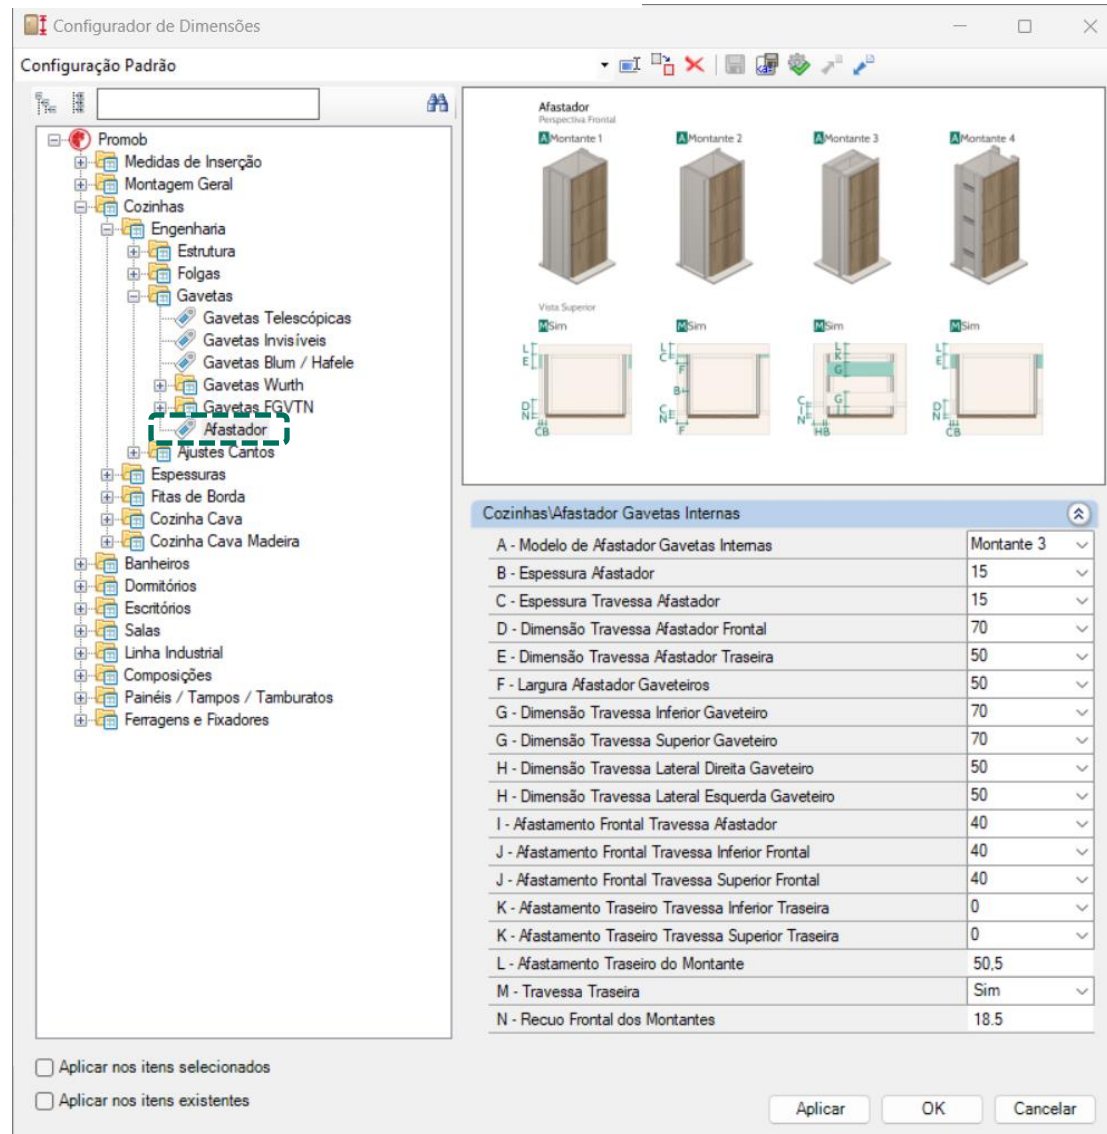 Configurador de Dimensões
Configuração Padrão
Promob
Medidas de Inserção
Montagem Geral
Cozinhas
Engenharia
Estrutura
Folgas
Gavetas
Gavetas Telescópicas
Gavetas Invisíveis
Gavetas Blum / Hafele
Gavetas Wurth
Gavetas FGVTN
Afastador
Ajustes Cantos
Espessuras
Fitas de Borda
Cozinha Cava
Cozinha Cava Madeira
Banheiros
Dormitórios
Escritórios
Salas
Linha Industrial
Composições
Painéis / Tampos / Tamburatos
Ferragens e Fixadores
Afastador
Perspectiva Frontal
A Montante 1 A Montante 2 A Montante 3 A Montante 4
Vista Superior
M Sim M Sim M Sim M Sim
L E D N C B
L C F B C N E F
L K G G C I N E H B
L E D N C B
Cozinhas\Afastador Gavetas Internas
A - Modelo de Afastador Gavetas Internas Montante 3
B - Espessura Afastador 15
C - Espessura Travessa Afastador 15
D - Dimensão Travessa Afastador Frontal 70
E - Dimensão Travessa Afastador Traseira 50
F - Largura Afastador Gaveteiros 50
G - Dimensão Travessa Inferior Gaveteiro 70
G - Dimensão Travessa Superior Gaveteiro 70
H - Dimensão Travessa Lateral Direita Gaveteiro 50
H - Dimensão Travessa Lateral Esquerda Gaveteiro 50
I - Afastamento Frontal Travessa Afastador 40
J - Afastamento Frontal Travessa Inferior Frontal 40
J - Afastamento Frontal Travessa Superior Frontal 40
K - Afastamento Traseiro Travessa Inferior Traseira 0
K - Afastamento Traseiro Travessa Superior Traseira 0
L - Afastamento Traseiro do Montante 50,5
M - Travessa Traseira Sim
N - Recuo Frontal dos Montantes 18.5
Aplicar nos itens selecionados
Aplicar nos itens existentes
Aplicar OK Cancelar